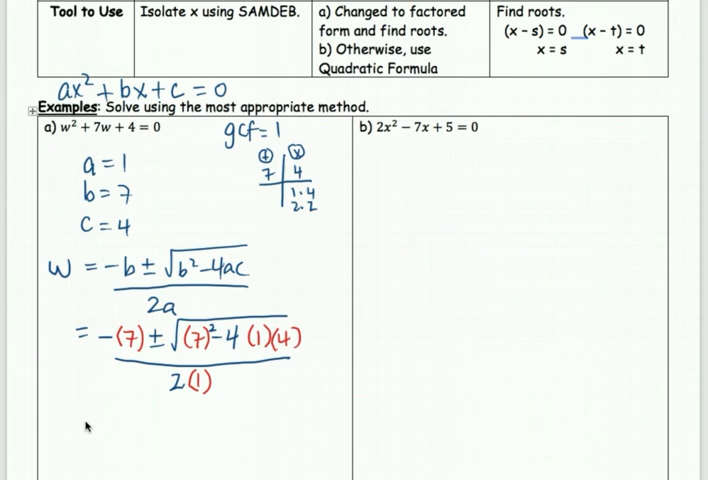 Tool to Use
Isolate x using SAMDEB.
a) Changed to factored
form and find roots.
b) Otherwise, use
Quadratic Formula
Find roots.
(x - s) = 0 (x - t) = 0
x = s x = t
ax² + bx + c = 0
Examples: Solve using the most appropriate method.
a) w² + 7w + 4 = 0
gcf = 1
+ x
7 4
1·4
2·2
a = 1
b = 7
c = 4
w = -b ± √b² - 4ac
2a
= -(7) ± √(7)² - 4 (1)(4)
2(1)
b) 2x² – 7x + 5 = 0